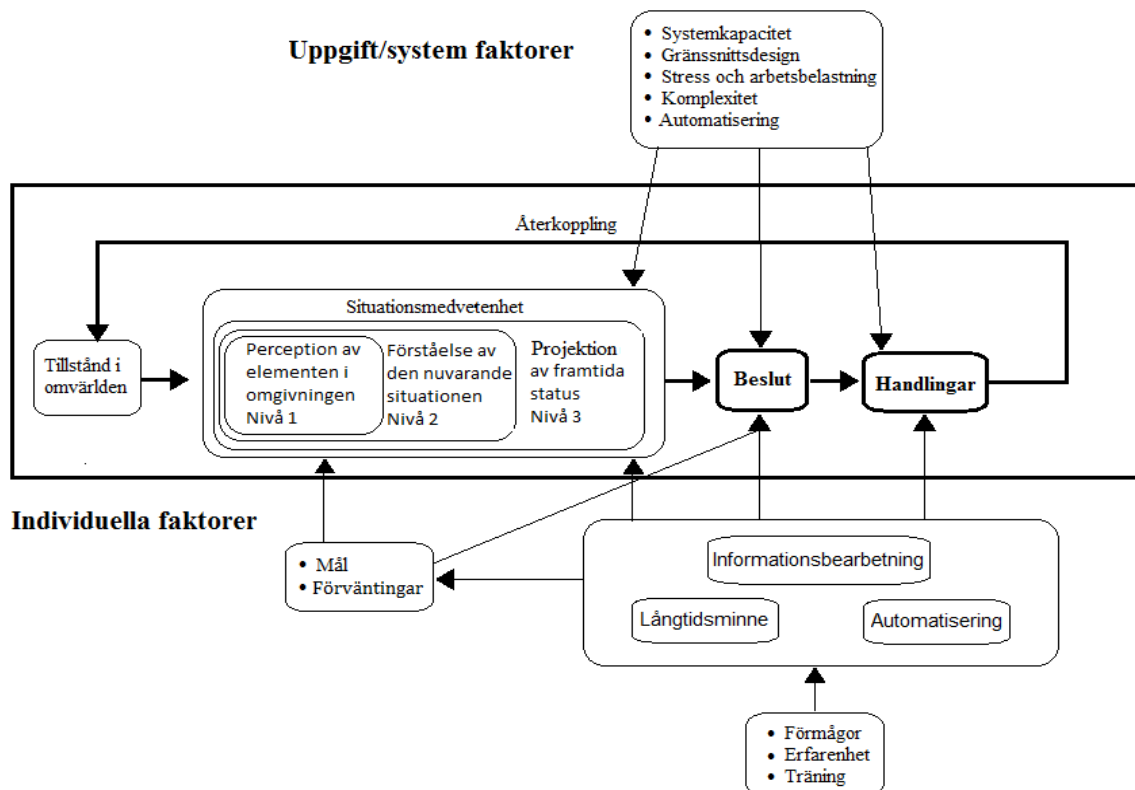 Uppgift/system faktorer
• Systemkapacitet
• Gränssnittsdesign
• Stress och arbetsbelastning
• Komplexitet
• Automatisering
Återkoppling
Situationsmedvetenhet
Tillstånd i
omvärlden
Perception av
elementen i
omgivningen
Nivå 1
Förståelse av
den nuvarande
situationen
Nivå 2
Projektion
av framtida
status
Nivå 3
Beslut
Handlingar
Individuella faktorer
• Mål
• Förväntingar
Informationsbearbetning
Långtidsminne
Automatisering
• Förmågor
• Erfarenhet
• Träning